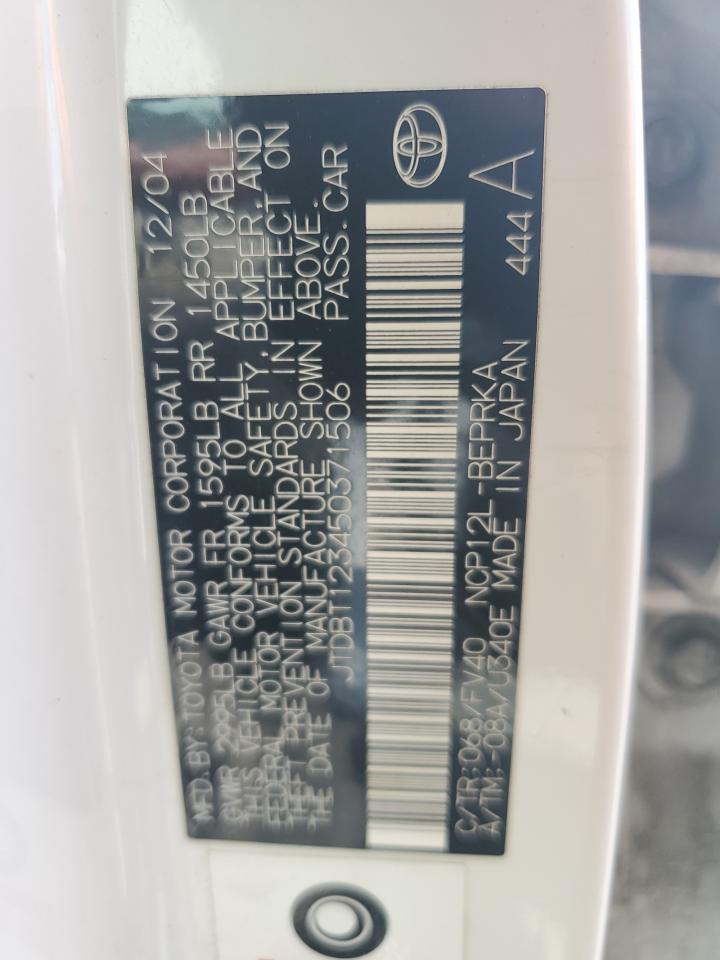 MFD.BY: TOYOTA MOTOR CORPORATION 12/04
GVWR 2995LB GAWR FR 1595LB RR 1450LB
THIS VEHICLE CONFORMS TO ALL APPLICABLE
FEDERAL MOTOR VEHICLE SAFETY, BUMPER, AND
THEFT PREVENTION STANDARDS IN EFFECT ON
THE DATE OF MANUFACTURE SHOWN ABOVE.
JTDBT123450371506 PASS.CAR
C/TR:068/FV40 NCP12L-BEPRKA 444 A
A/TM:-08A/U340E MADE IN JAPAN